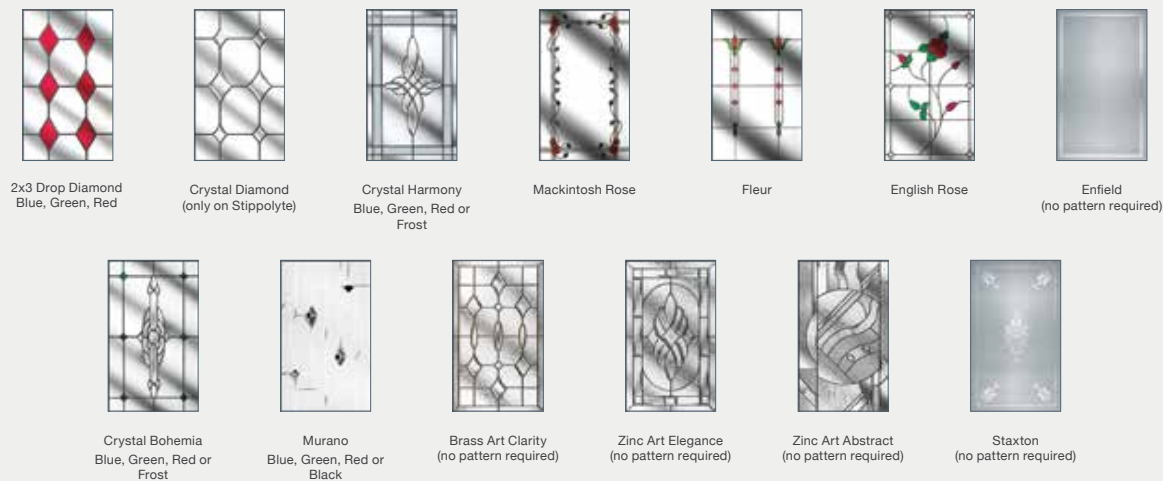 2x3 Drop Diamond
Blue, Green, Red
Crystal Diamond
(only on Stippolyte)
Crystal Harmony
Blue, Green, Red or
Frost
Mackintosh Rose
Fleur
English Rose
Enfield
(no pattern required)
Crystal Bohemia
Blue, Green, Red or
Frost
Murano
Blue, Green, Red or
Black
Brass Art Clarity
(no pattern required)
Zinc Art Elegance
(no pattern required)
Zinc Art Abstract
(no pattern required)
Staxton
(no pattern required)